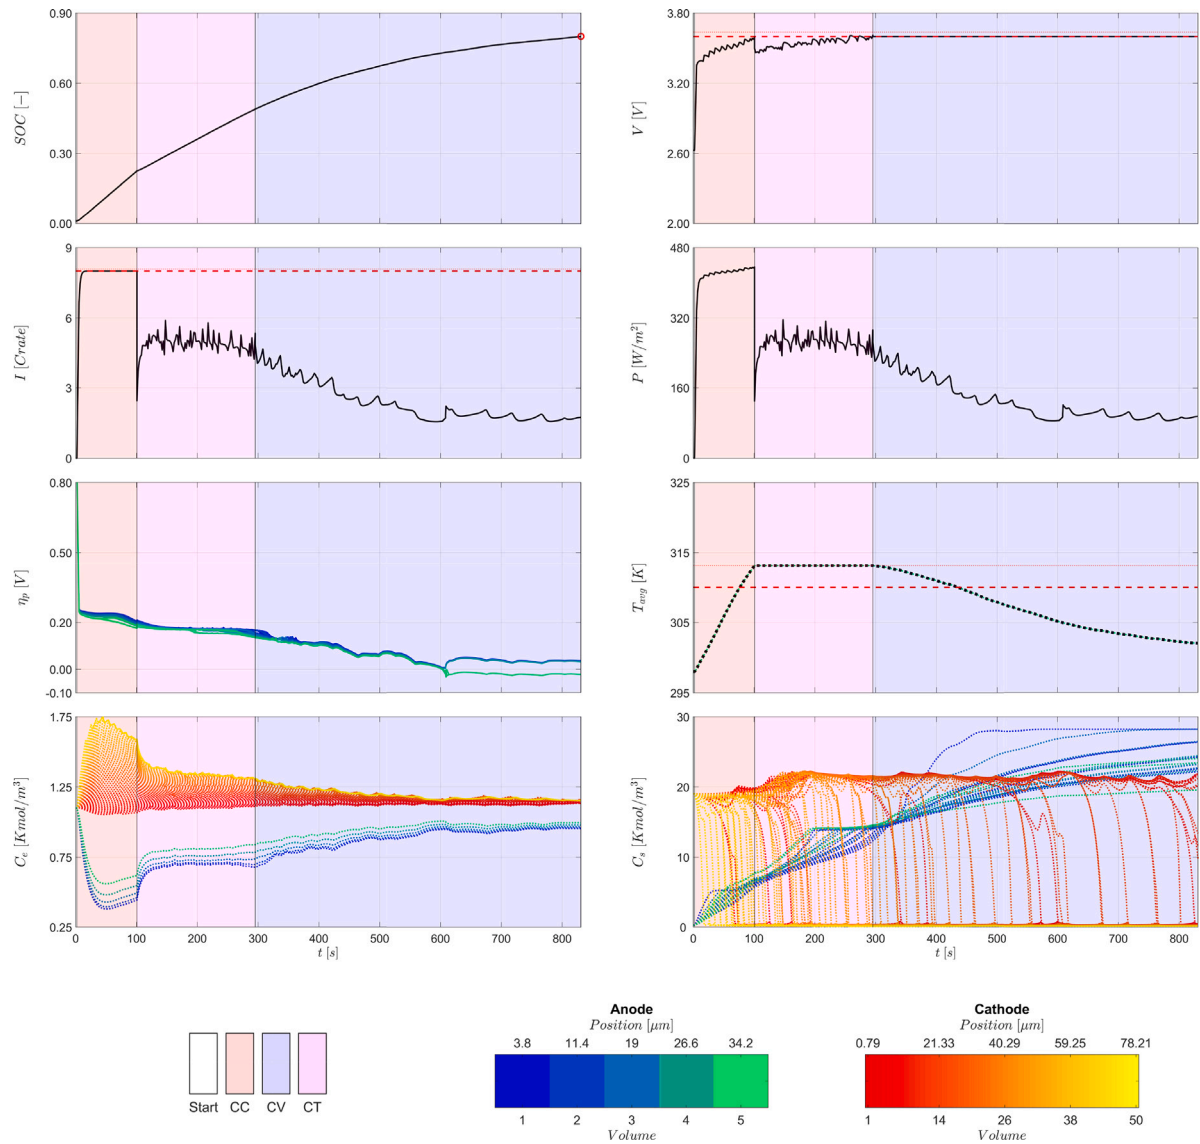 0.90
0.60
0.30
0.00
SOC [−]
3.80
3.20
2.60
2.00
V [V]
9
6
3
0
I [Crate]
480
320
160
0
P [W/m²]
0.80
0.50
0.20
0.00
-0.10
ηp [V]
325
315
305
295
Tavg [K]
1.75
1.25
0.75
0.25
Ce [Kmol/m³]
0 100 200 300 400 500 600 700 800
t [s]
30
20
10
0
Cs [Kmol/m³]
0 100 200 300 400 500 600 700 800
t [s]
Start CC CV CT
Anode
Position [μm]
3.8 11.4 19 26.6 34.2
1 2 3 4 5
Volume
Cathode
Position [μm]
0.79 21.33 40.29 59.25 78.21
1 14 26 38 50
Volume